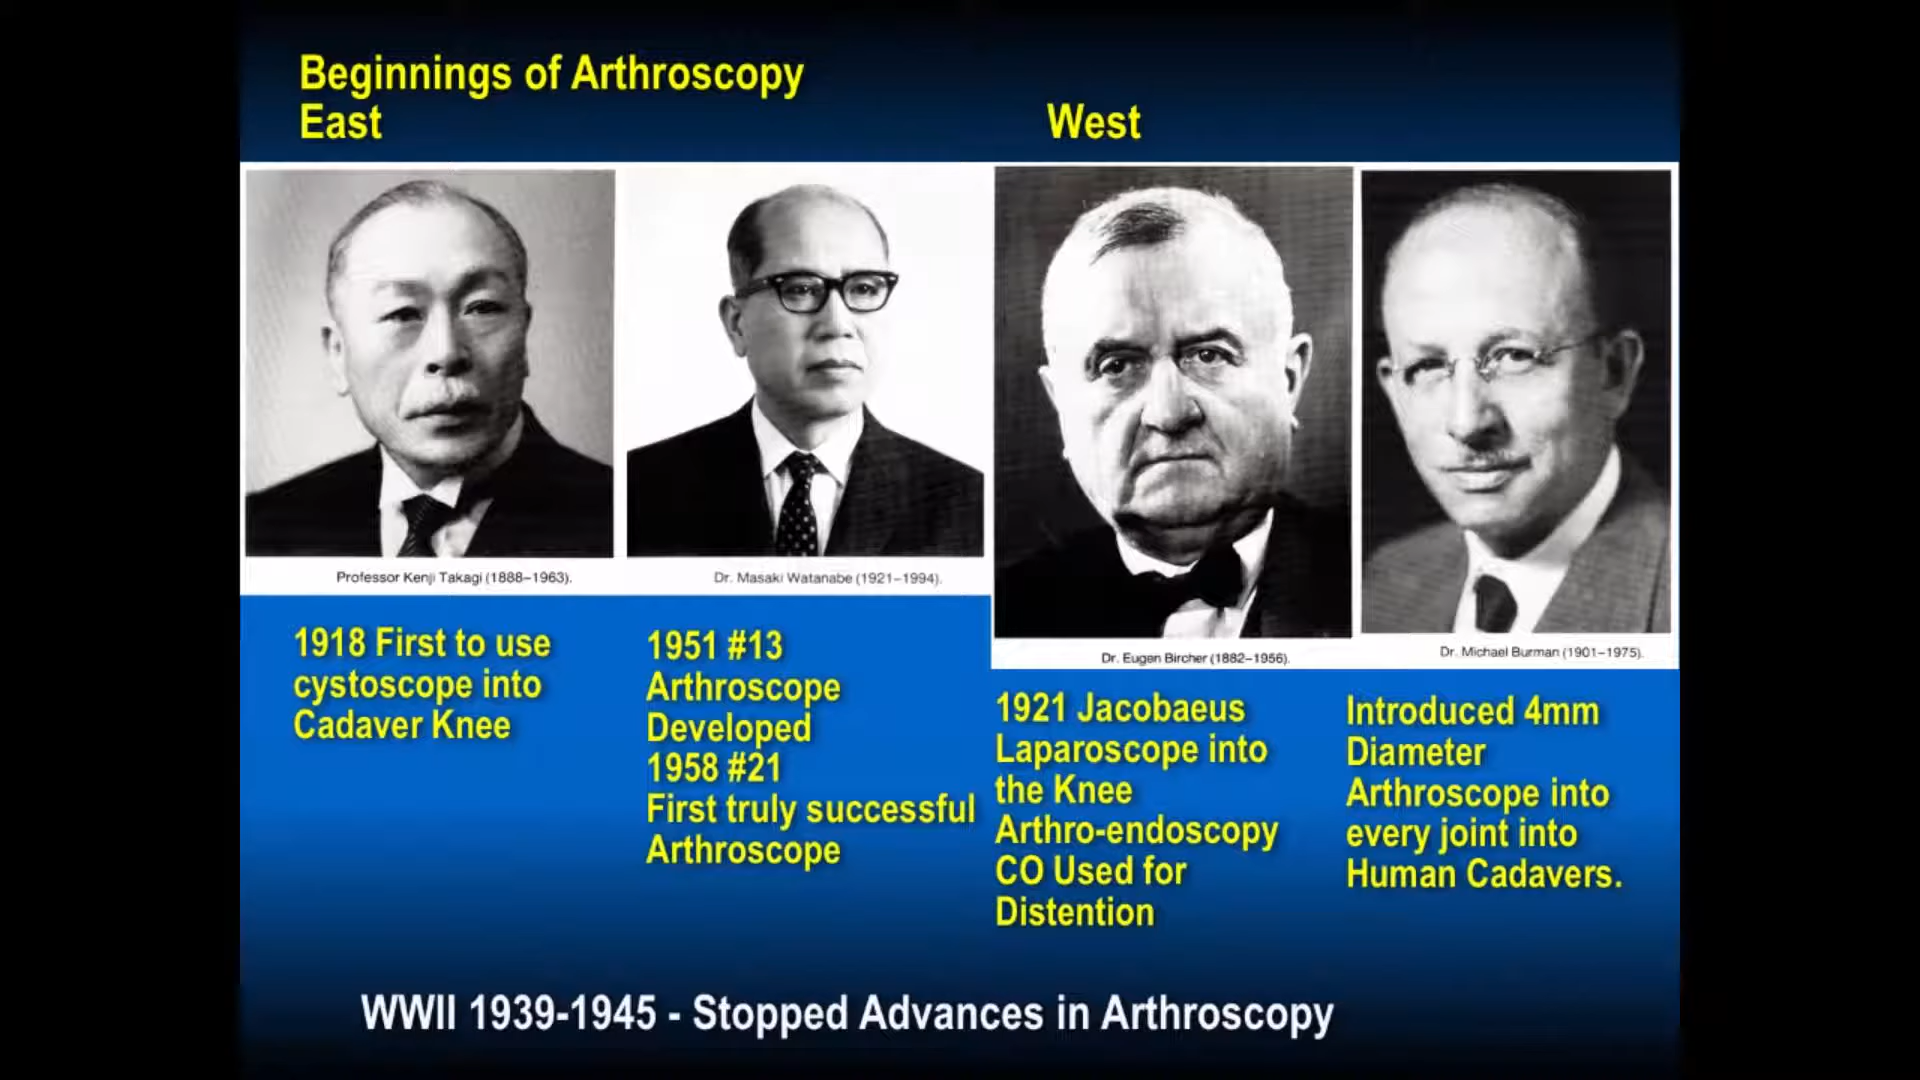 Beginnings of Arthroscopy
East
West
Professor Kenji Takagi (1888–1963).
Dr. Masaki Watanabe (1921–1994).
Dr. Eugen Bircher (1882–1956).
Dr. Michael Burman (1901–1975).
1918 First to use
cystoscope into
Cadaver Knee
1951 #13
Arthroscope
Developed
1958 #21
First truly successful
Arthroscope
1921 Jacobaeus
Laparoscope into
the Knee
Arthro-endoscopy
CO Used for
Distention
Introduced 4mm
Diameter
Arthroscope into
every joint into
Human Cadavers.
WWII 1939-1945 - Stopped Advances in Arthroscopy